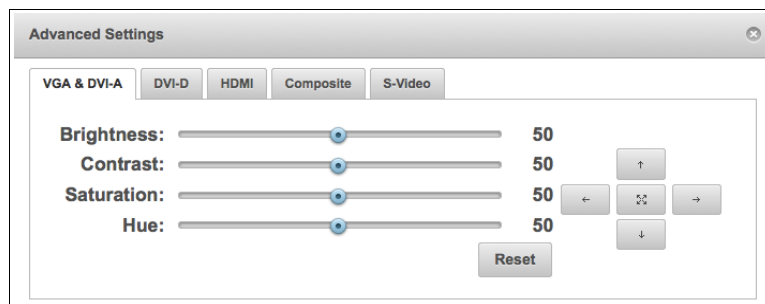 Advanced Settings
VGA & DVI-A DVI-D HDMI Composite S-Video
Brightness: 50
Contrast: 50
Saturation: 50
Hue: 50
Reset